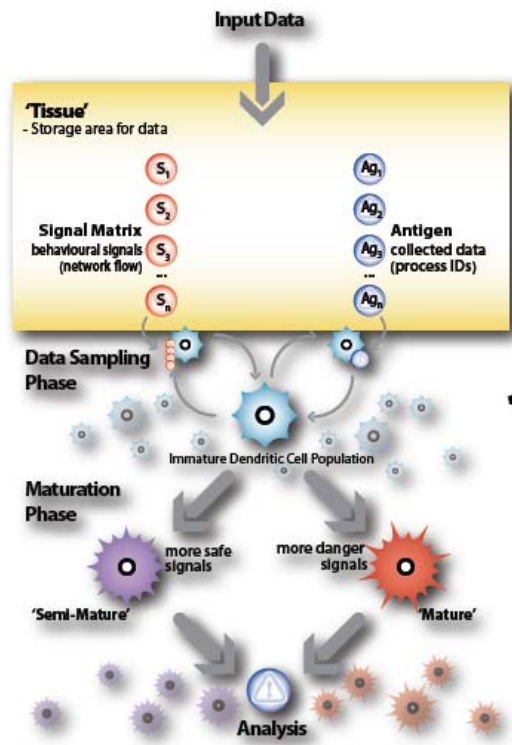 Input Data
'Tissue'
- Storage area for data
S1
S2
S3
...
Sn
Signal Matrix
behavioural signals
(network flow)
Ag1
Ag2
Ag3
...
Agn
Antigen
collected data
(process IDs)
Data Sampling
Phase
Immature Dendritic Cell Population
Maturation
Phase
more safe
signals
more danger
signals
'Semi-Mature'
'Mature'
Analysis